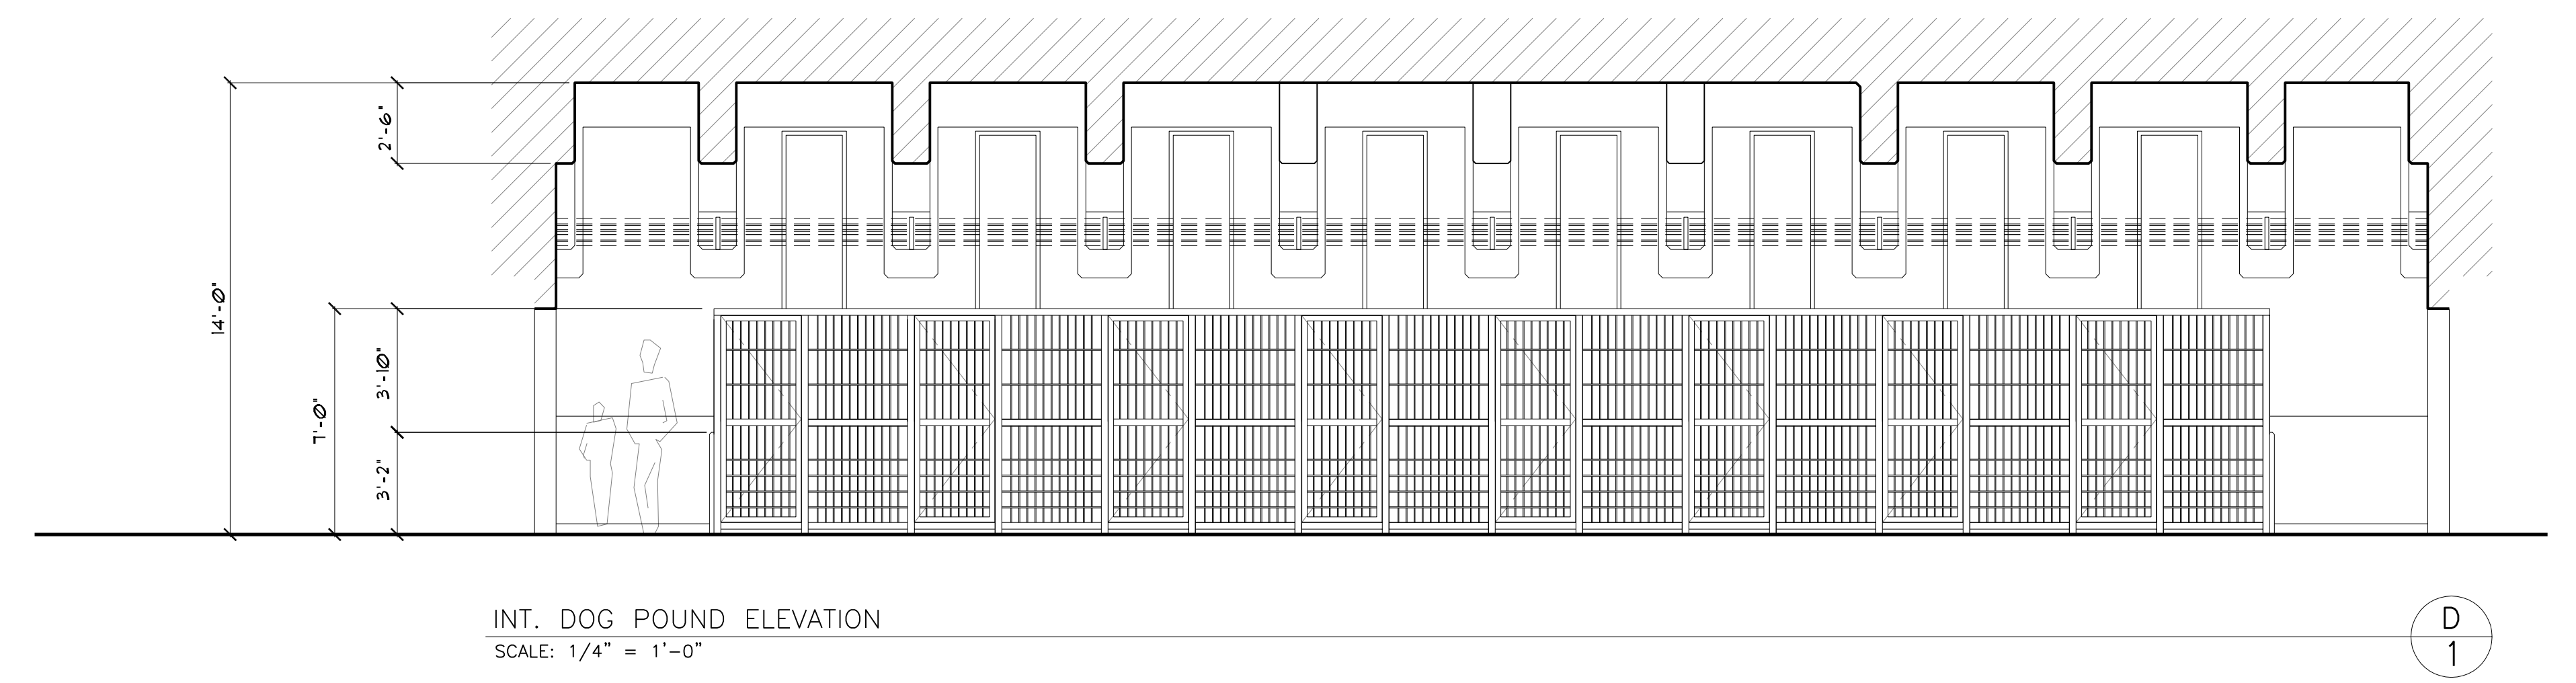 14'-0"
2'-6"
7'-0"
3'-10"
3'-2"
INT. DOG POUND ELEVATION
SCALE: 1/4" = 1'-0"
D
1